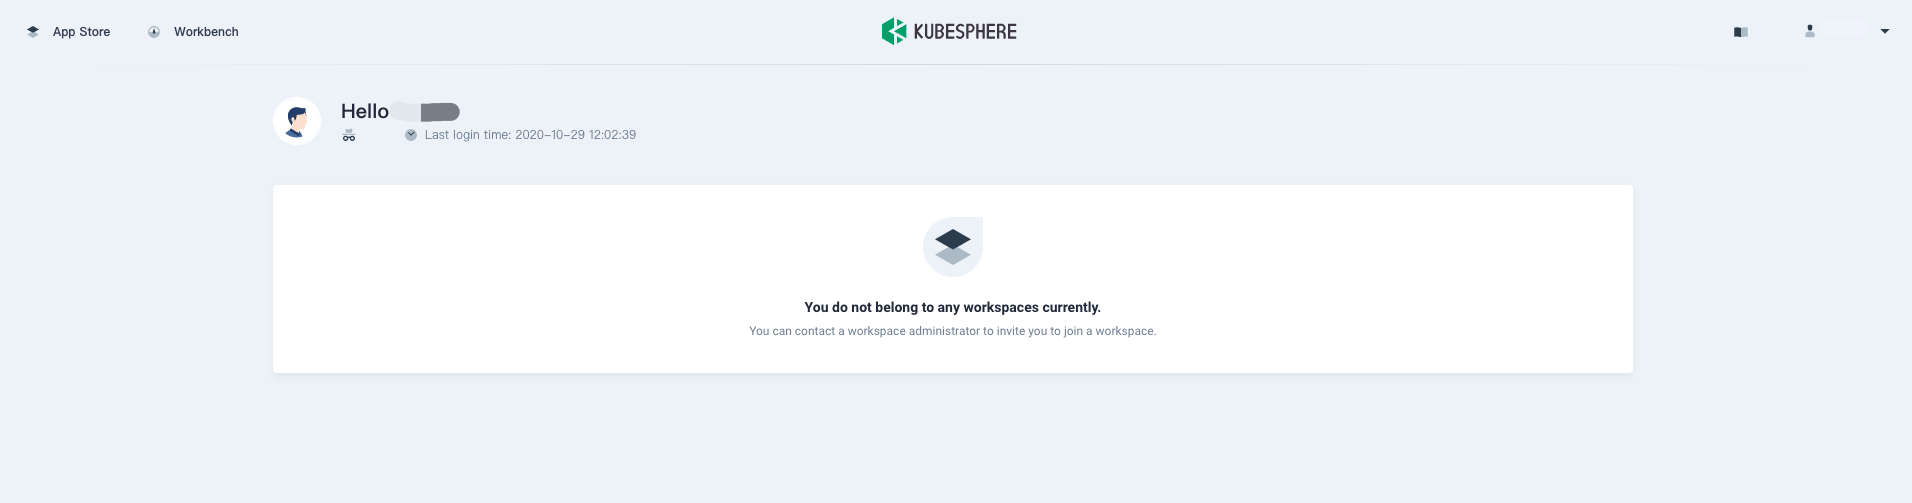 App Store
Workbench
KUBESPHERE
Hello
Last login time: 2020-10-29 12:02:39
You do not belong to any workspaces currently.
You can contact a workspace administrator to invite you to join a workspace.